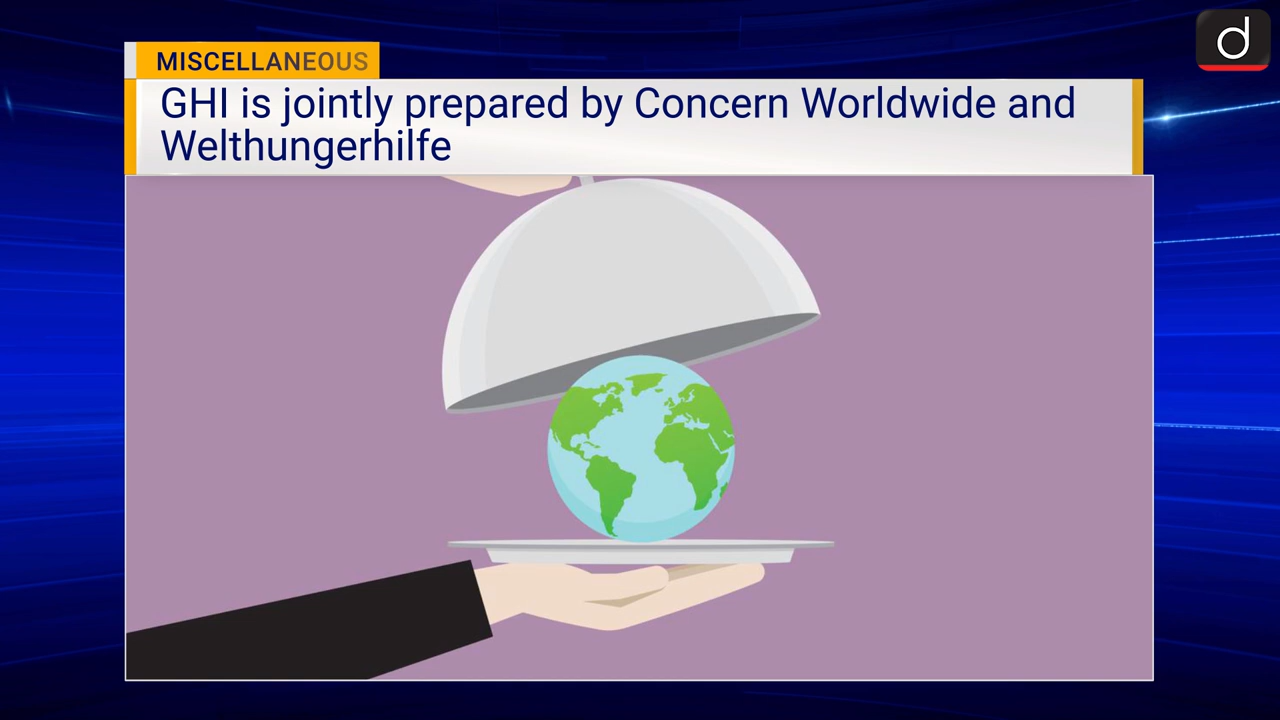 MISCELLANEOUS
GHI is jointly prepared by Concern Worldwide and
Welthungerhilfe
d